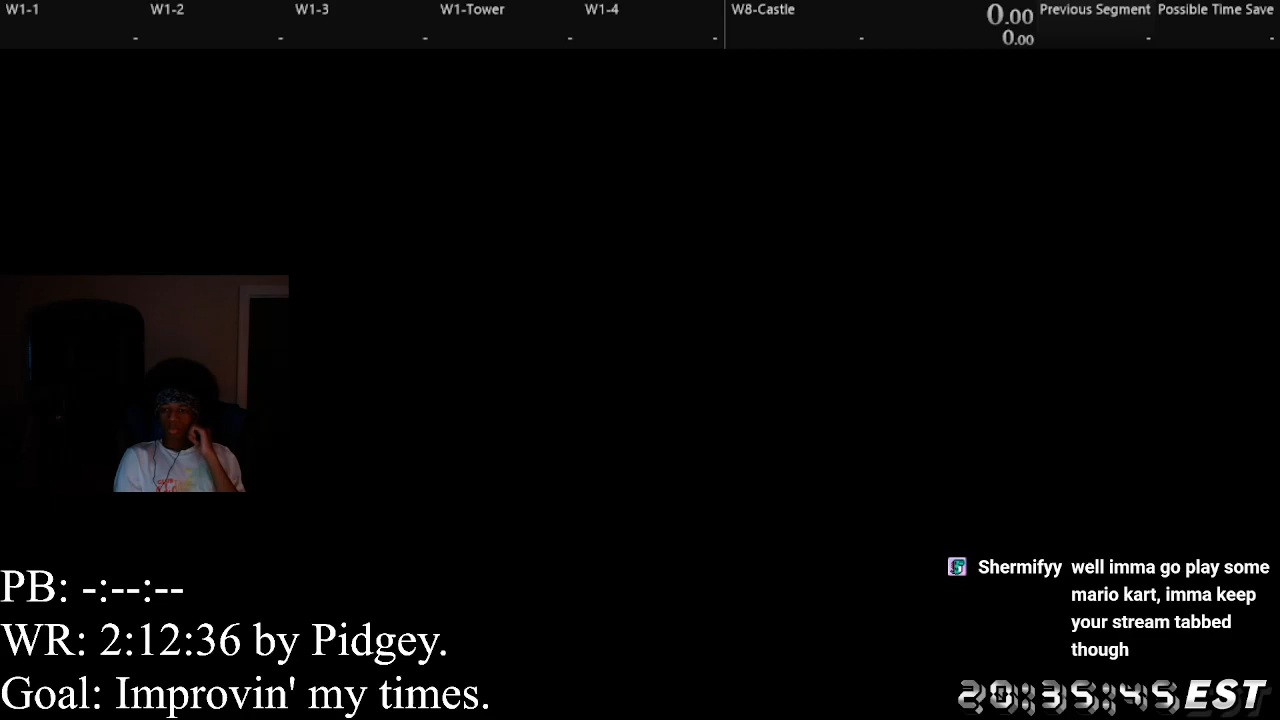 W1-1 W1-2 W1-3 W1-Tower W1-4 W8-Castle 0.00 Previous Segment Possible Time Save
- - - - - - 0.00 - -
PB: -:--:--
WR: 2:12:36 by Pidgey.
Goal: Improvin' my times.
Shermifyy well imma go play some
mario kart, imma keep
your stream tabbed
though
20:35:45 EST